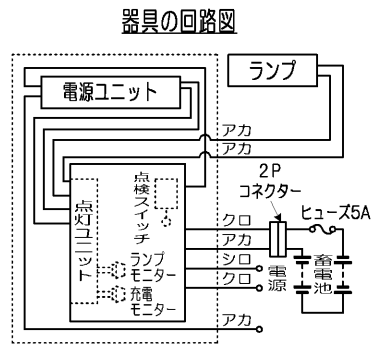 器具の回路図
電源ユニット
ランプ
アカ
アカ
点灯ユニット
点検スイッチ
2P
コネクター
ヒューズ5A
クロ
アカ
シロ
クロ
アカ
ランプ
モニター
充電
モニター
電源
蓄電池